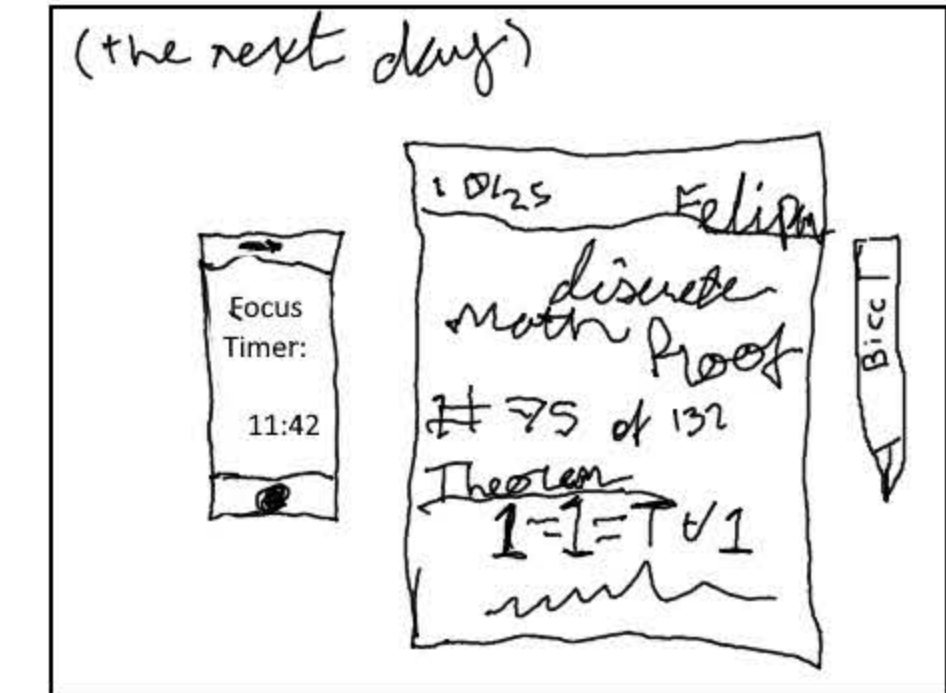 (the next day)
Focus
Timer:
11:42
10/25
discrete
Math
Proof
# 75 of 132
Theorem
1=1=T ∀ 1
Bicc